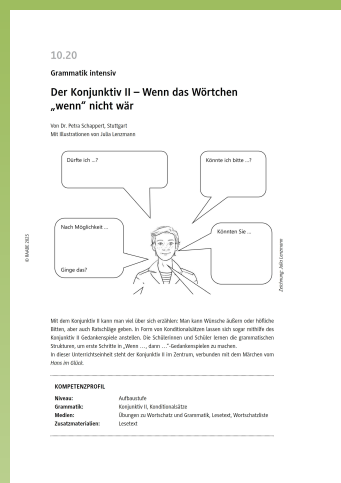 10.20
Grammatik intensiv
Der Konjunktiv II – Wenn das Wörtchen
„wenn“ nicht wär
Von Dr. Petra Schappert, Stuttgart
Mit Illustrationen von Julia Lenzmann
Dürfte ich ...?
Könnte ich bitte ...?
Nach Möglichkeit ...
Könnten Sie ...
Ginge das?
© RAABE 2023
Zeichnung: Julia Lenzmann
Mit dem Konjunktiv II kann man viel über sich erzählen: Man kann Wünsche äußern oder höfliche
Bitten, aber auch Ratschläge geben. In Form von Konditionalsätzen lassen sich sogar mithilfe des
Konjunktiv II Gedankenspiele anstellen. Die Schülerinnen und Schüler lernen die grammatischen
Strukturen, um erste Schritte in „Wenn …, dann …“-Gedankenspielen zu machen.
In dieser Unterrichtseinheit steht der Konjunktiv II im Zentrum, verbunden mit dem Märchen vom
Hans im Glück.
KOMPETENZPROFIL
Niveau: Aufbaustufe
Grammatik: Konjunktiv II, Konditionalsätze
Medien: Übungen zu Wortschatz und Grammatik, Lesetext, Wortschatzliste
Zusatzmaterialien: Lesetext